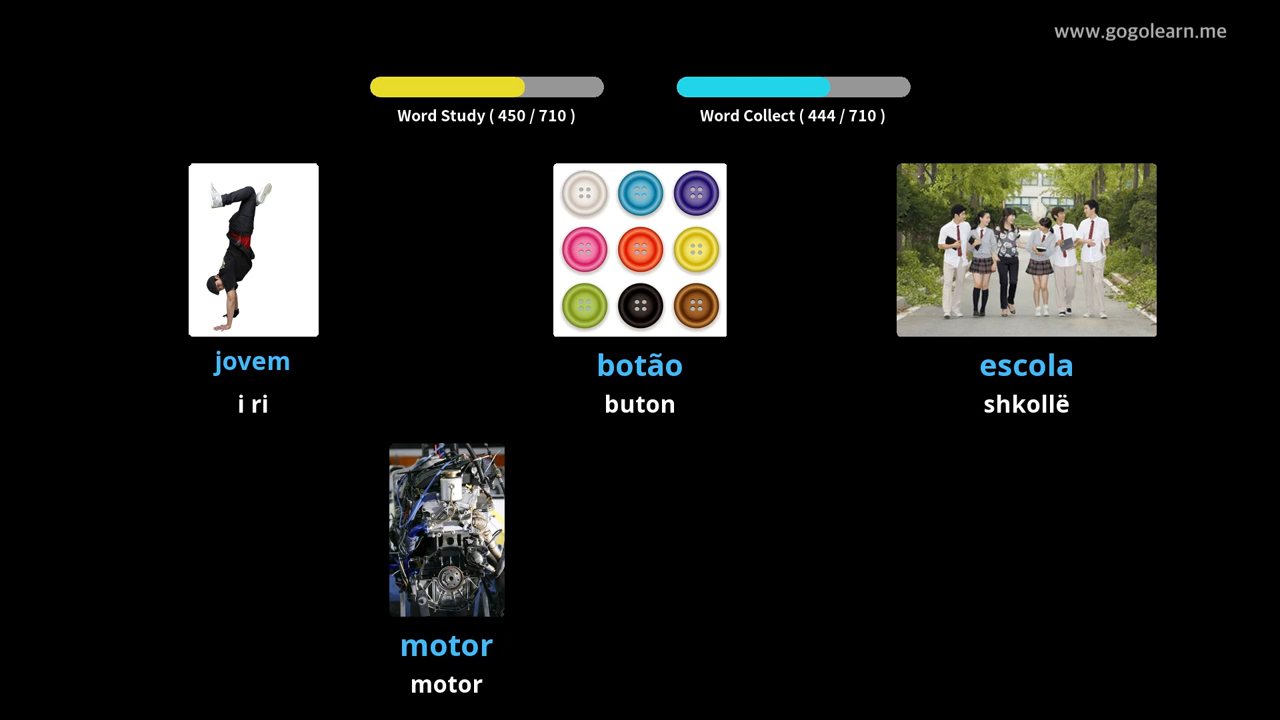 www.gogolearn.me
Word Study ( 450 / 710 )
Word Collect ( 444 / 710 )
jovem
i ri
botão
buton
escola
shkollë
motor
motor